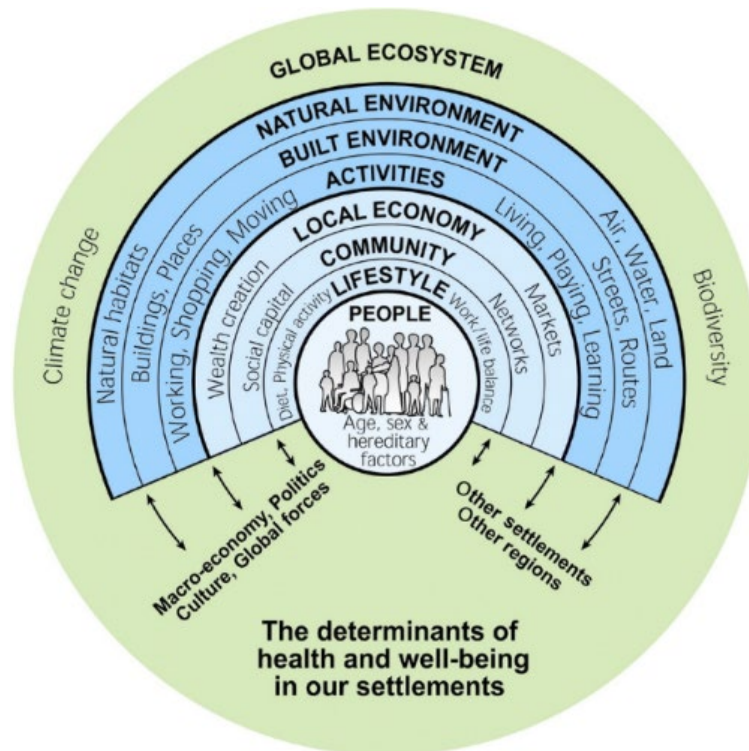 GLOBAL ECOSYSTEM
NATURAL ENVIRONMENT
BUILT ENVIRONMENT
ACTIVITIES
LOCAL ECONOMY
COMMUNITY
LIFESTYLE
PEOPLE
Age, sex &
hereditary
factors
Climate change
Natural habitats
Buildings, Places
Working, Shopping, Moving
Wealth creation
Social capital
Diet, Physical activity
Work/life balance
Networks
Markets
Living, Playing, Learning
Streets, Routes
Air, Water, Land
Biodiversity
Macro-economy, Politics
Culture, Global forces
Other settlements
Other regions
The determinants of
health and well-being
in our settlements